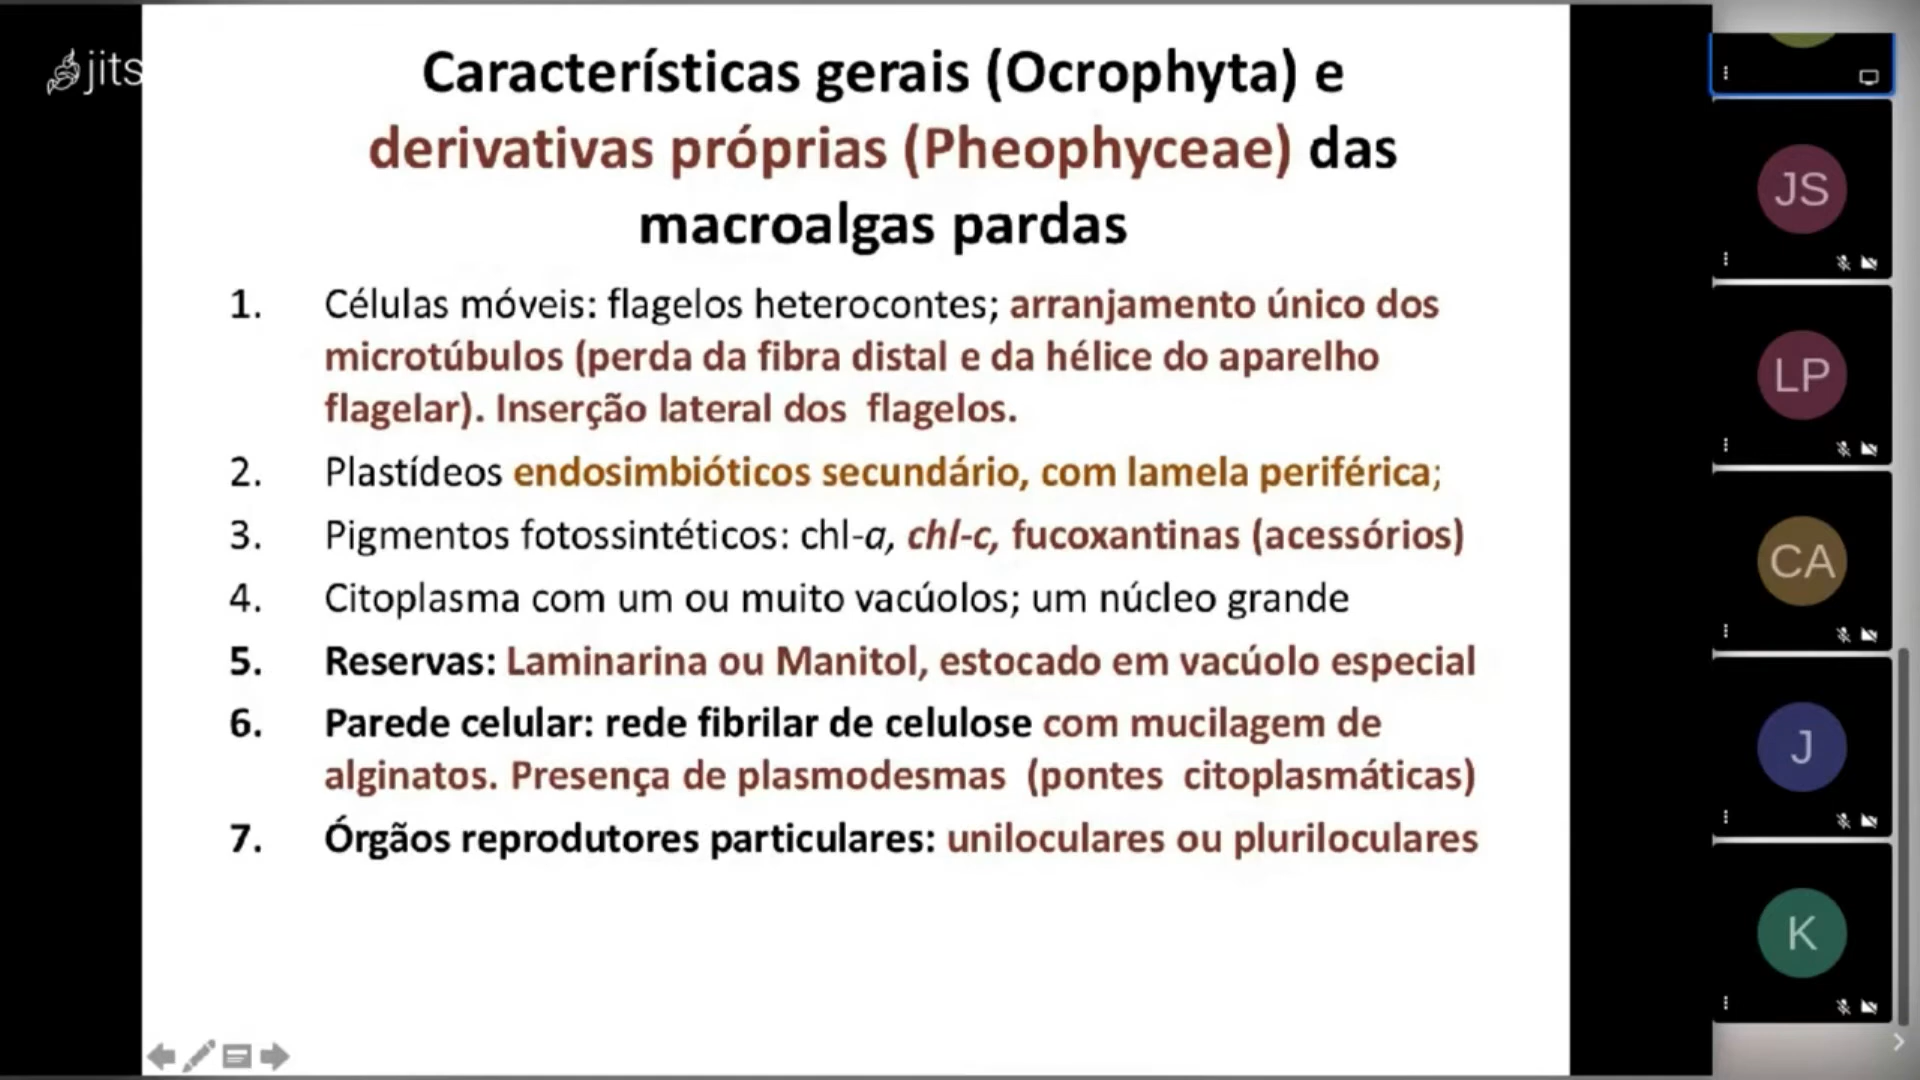 jits
Características gerais (Ocrophyta) e
derivativas próprias (Pheophyceae) das
macroalgas pardas
1. Células móveis: flagelos heterocontes; arranjamento único dos
microtúbulos (perda da fibra distal e da hélice do aparelho
flagelar). Inserção lateral dos flagelos.
2. Plastídeos endosimbióticos secundário, com lamela periférica;
3. Pigmentos fotossintéticos: chl-a, chl-c, fucoxantinas (acessórios)
4. Citoplasma com um ou muito vacúolos; um núcleo grande
5. Reservas: Laminarina ou Manitol, estocado em vacúolo especial
6. Parede celular: rede fibrilar de celulose com mucilagem de
alginatos. Presença de plasmodesmas (pontes citoplasmáticas)
7. Órgãos reprodutores particulares: uniloculares ou pluriloculares
JS
LP
CA
J
K